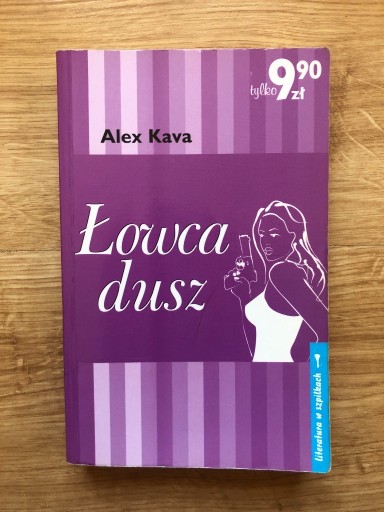 tylko 9 90 zł
Alex Kava
Łowca
dusz
literatura w szpilkach